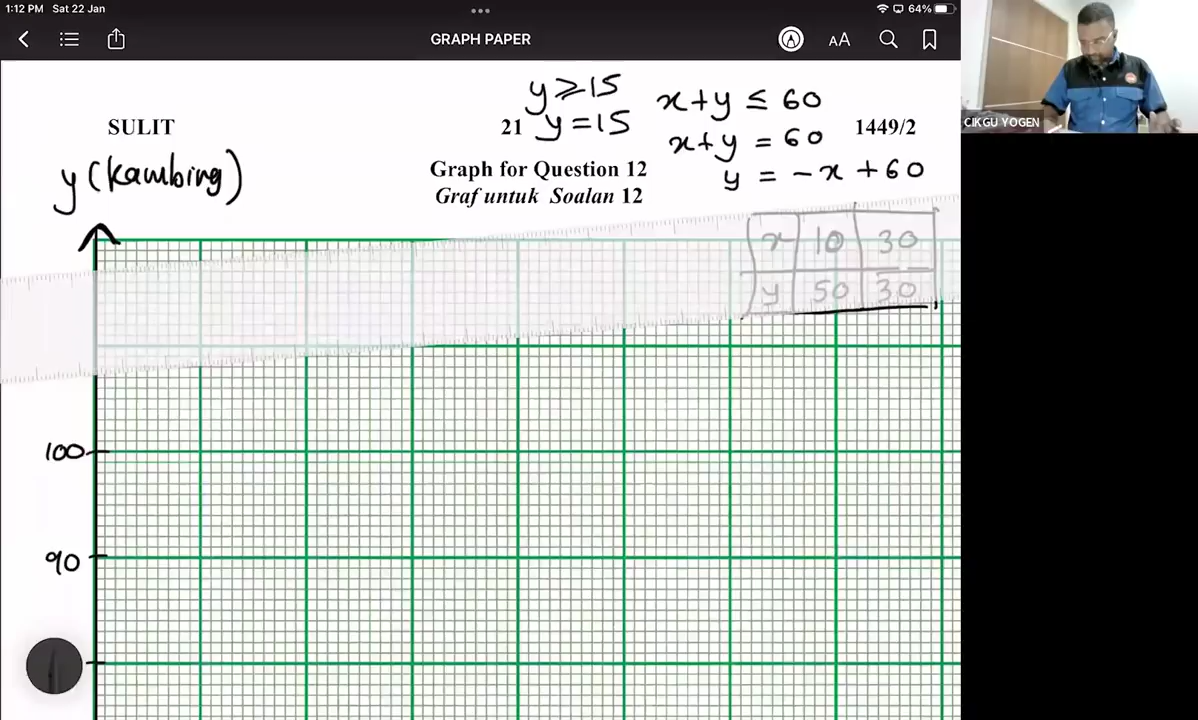 1:12 PM Sat 22 Jan
64%
GRAPH PAPER
AA
CIKGU YOGEN
SULIT
21
1449/2
y ≥ 15
y = 15
x + y ≤ 60
x + y = 60
y = -x + 60
Graph for Question 12
Graf untuk Soalan 12
y (kambing)
x 10 30
y 50 30
100
90